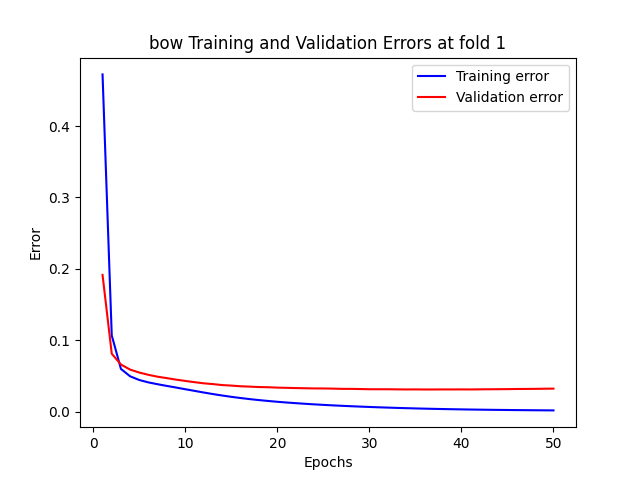 bow Training and Validation Errors at fold 1
Training error
Validation error
0.4
0.3
0.2
0.1
0.0
Error
0
10
20
30
40
50
Epochs